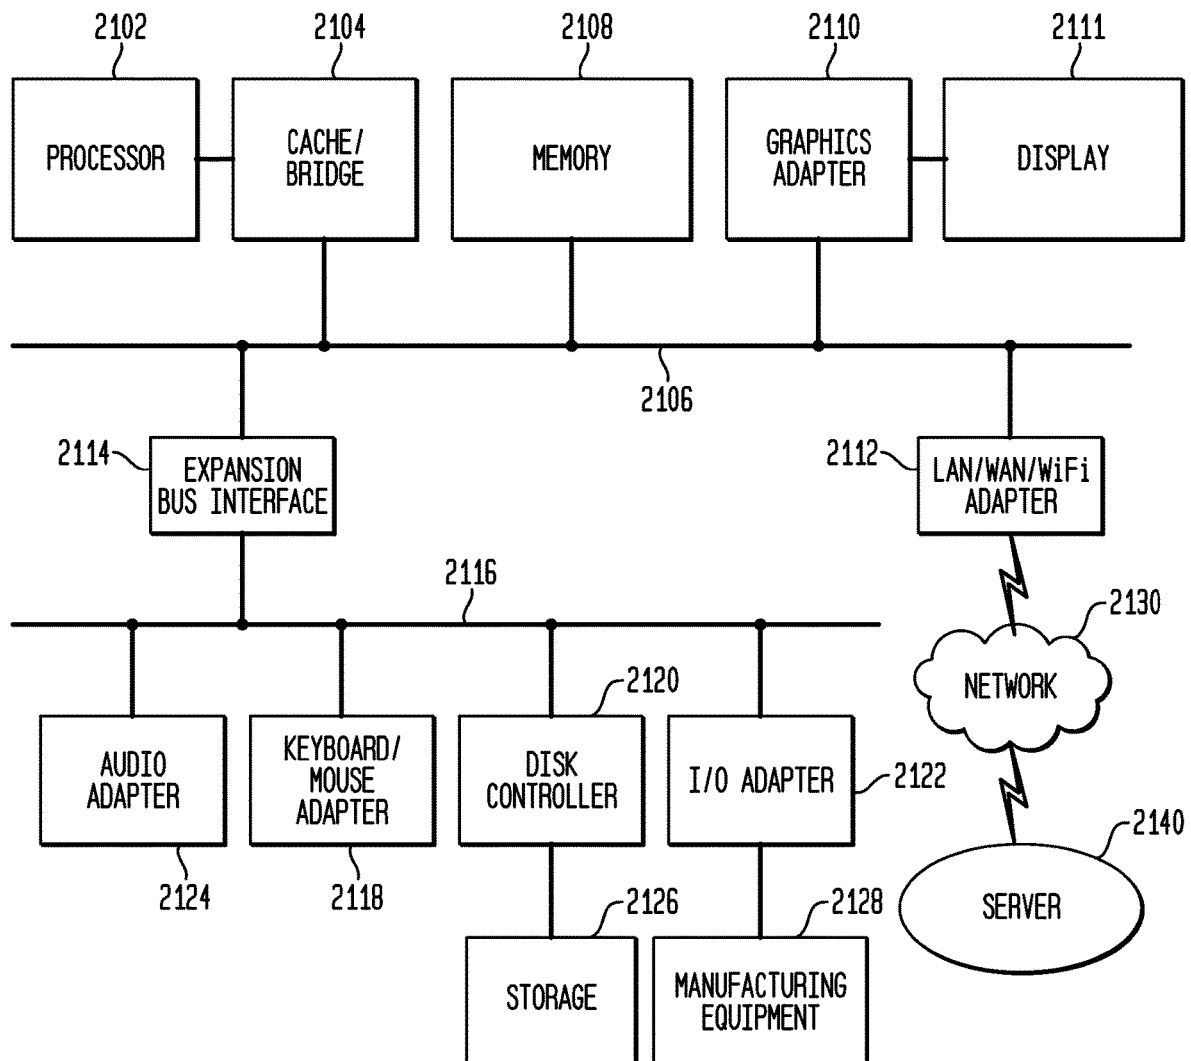 2102
2104
2108
2110
2111
PROCESSOR
CACHE/
BRIDGE
MEMORY
GRAPHICS
ADAPTER
DISPLAY
2106
2114
EXPANSION
BUS INTERFACE
2112
LAN/WAN/WiFi
ADAPTER
2116
2130
NETWORK
2120
AUDIO
ADAPTER
KEYBOARD/
MOUSE
ADAPTER
DISK
CONTROLLER
I/O ADAPTER
2122
2140
2124
2118
2126
2128
SERVER
STORAGE
MANUFACTURING
EQUIPMENT